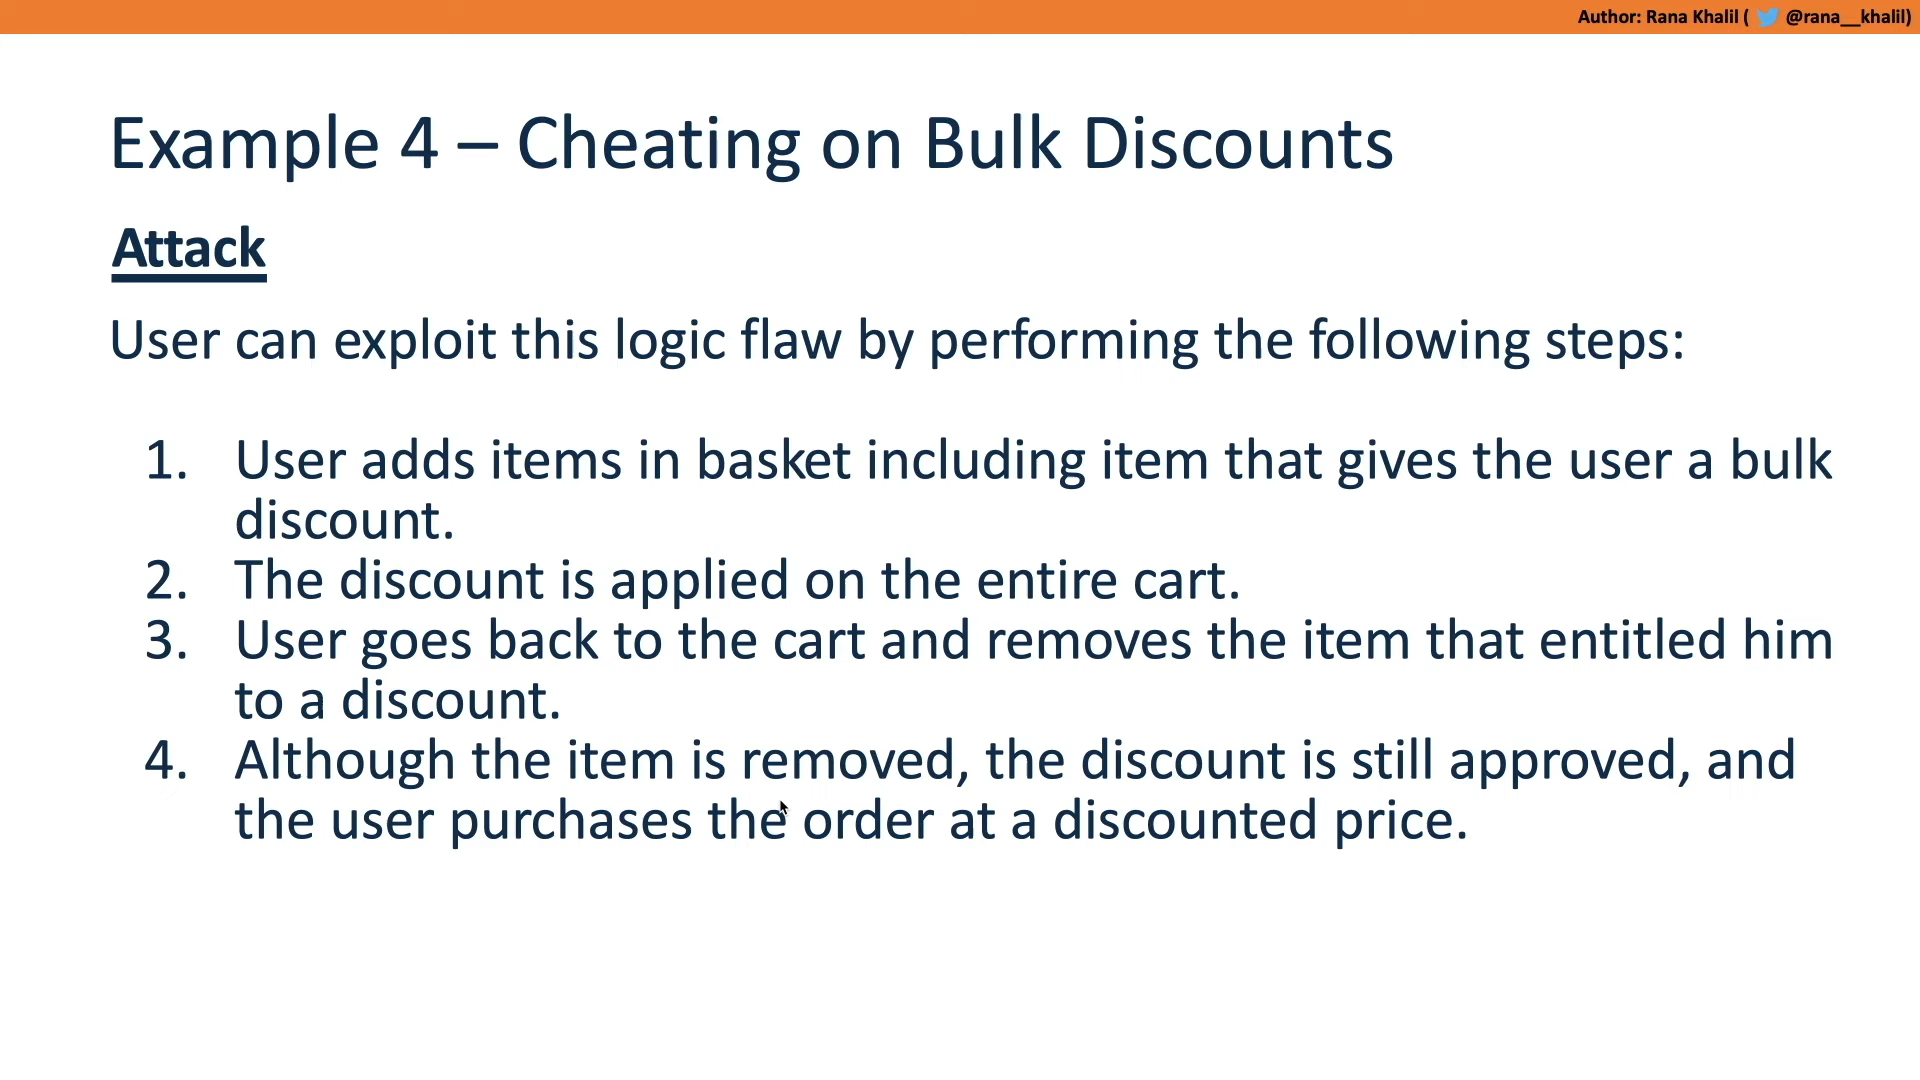 Author: Rana Khalil ( @rana__khalil)
Example 4 – Cheating on Bulk Discounts
Attack
User can exploit this logic flaw by performing the following steps:
1. User adds items in basket including item that gives the user a bulk
discount.
2. The discount is applied on the entire cart.
3. User goes back to the cart and removes the item that entitled him
to a discount.
4. Although the item is removed, the discount is still approved, and
the user purchases the order at a discounted price.